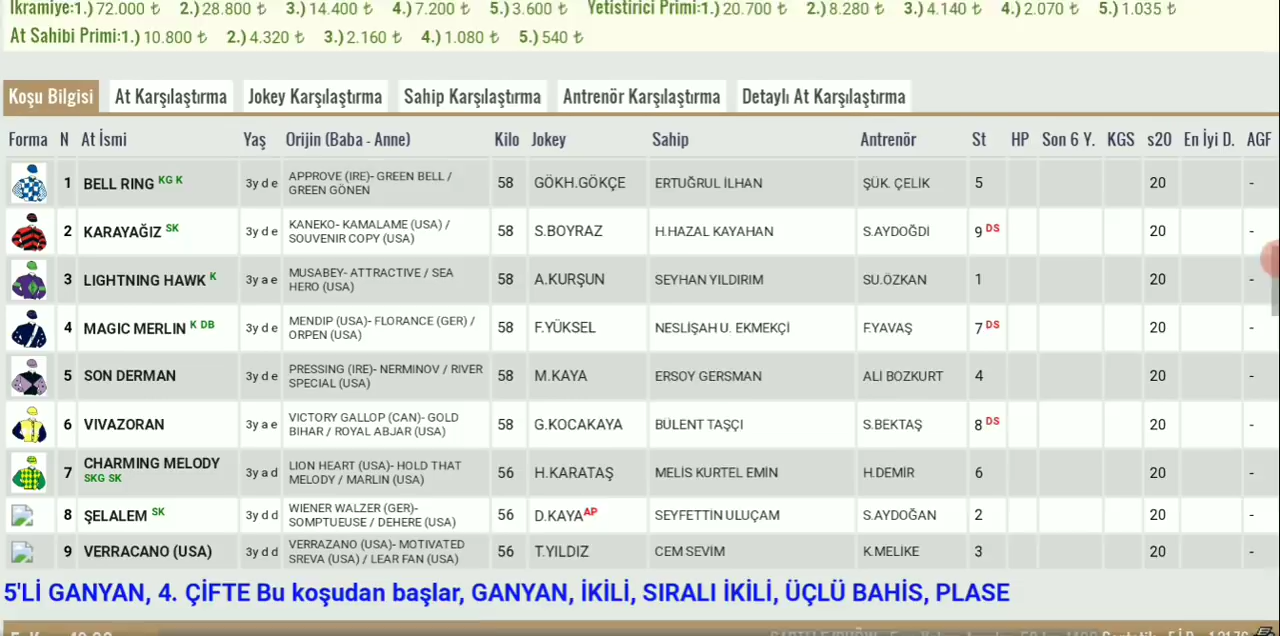 İkramiye:1.) 72.000 ₺ 2.) 28.800 ₺ 3.) 14.400 ₺ 4.) 7.200 ₺ 5.) 3.600 ₺ Yetiştirici Primi:1.) 20.700 ₺ 2.) 8.280 ₺ 3.) 4.140 ₺ 4.) 2.070 ₺ 5.) 1.035 ₺
At Sahibi Primi:1.) 10.800 ₺ 2.) 4.320 ₺ 3.) 2.160 ₺ 4.) 1.080 ₺ 5.) 540 ₺
Koşu Bilgisi At Karşılaştırma Jokey Karşılaştırma Sahip Karşılaştırma Antrenör Karşılaştırma Detaylı At Karşılaştırma
Forma N At İsmi Yaş Orijin (Baba - Anne) Kilo Jokey Sahip Antrenör St HP Son 6 Y. KGS s20 En İyi D. AGF
1 BELL RING KG K 3y d e APPROVE (IRE)- GREEN BELL / GREEN GÖNEN 58 GÖKH.GÖKÇE ERTUĞRUL İLHAN ŞÜK. ÇELİK 5 20 -
2 KARAYAĞIZ SK 3y d e KANEKO- KAMALAME (USA) / SOUVENIR COPY (USA) 58 S.BOYRAZ H.HAZAL KAYAHAN S.AYDOĞDI 9 DS 20 -
3 LIGHTNING HAWK K 3y a e MUSABEY- ATTRACTIVE / SEA HERO (USA) 58 A.KURŞUN SEYHAN YILDIRIM SU.ÖZKAN 1 20 -
4 MAGIC MERLIN K DB 3y d e MENDIP (USA)- FLORANCE (GER) / ORPEN (USA) 58 F.YÜKSEL NESLİŞAH U. EKMEKÇİ F.YAVAŞ 7 DS 20 -
5 SON DERMAN 3y d e PRESSING (IRE)- NERMINOV / RIVER SPECIAL (USA) 58 M.KAYA ERSOY GERSMAN ALİ BOZKURT 4 20 -
6 VIVAZORAN 3y a e VICTORY GALLOP (CAN)- GOLD BIHAR / ROYAL ABJAR (USA) 58 G.KOCAKAYA BÜLENT TAŞÇI S.BEKTAŞ 8 DS 20 -
7 CHARMING MELODY SKG SK 3y a d LION HEART (USA)- HOLD THAT MELODY / MARLIN (USA) 56 H.KARATAŞ MELİS KURTEL EMİN H.DEMİR 6 20 -
8 ŞELALEM SK 3y d d WIENER WALZER (GER)- SOMPTUEUSE / DEHERE (USA) 56 D.KAYA AP SEYFETTİN ULUÇAM S.AYDOĞAN 2 20 -
9 VERRACANO (USA) 3y d d VERRAZANO (USA)- MOTIVATED SREVA (USA) / LEAR FAN (USA) 56 T.YILDIZ CEM SEVİM K.MELİKE 3 20 -
5'Lİ GANYAN, 4. ÇİFTE Bu koşudan başlar, GANYAN, İKİLİ, SIRALI İKİLİ, ÜÇLÜ BAHİS, PLASE